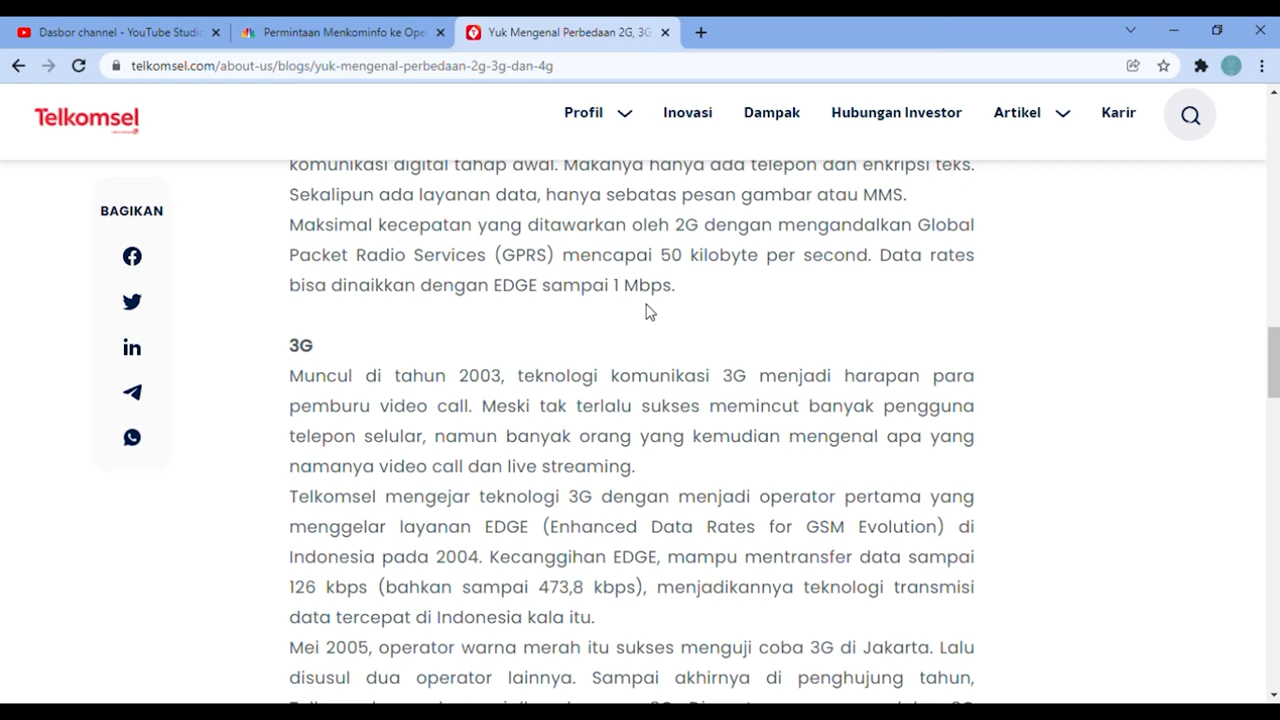 Dasbor channel - YouTube Studi
Permintaan Menkominfo ke Ope
Yuk Mengenal Perbedaan 2G, 3G
telkomsel.com/about-us/blogs/yuk-mengenal-perbedaan-2g-3g-dan-4g
Telkomsel
Profil
Inovasi
Dampak
Hubungan Investor
Artikel
Karir
BAGIKAN
komunikasi digital tahap awal. Makanya hanya ada telepon dan enkripsi teks.
Sekalipun ada layanan data, hanya sebatas pesan gambar atau MMS.
Maksimal kecepatan yang ditawarkan oleh 2G dengan mengandalkan Global
Packet Radio Services (GPRS) mencapai 50 kilobyte per second. Data rates
bisa dinaikkan dengan EDGE sampai 1 Mbps.
3G
Muncul di tahun 2003, teknologi komunikasi 3G menjadi harapan para
pemburu video call. Meski tak terlalu sukses memincut banyak pengguna
telepon selular, namun banyak orang yang kemudian mengenal apa yang
namanya video call dan live streaming.
Telkomsel mengejar teknologi 3G dengan menjadi operator pertama yang
menggelar layanan EDGE (Enhanced Data Rates for GSM Evolution) di
Indonesia pada 2004. Kecanggihan EDGE, mampu mentransfer data sampai
126 kbps (bahkan sampai 473,8 kbps), menjadikannya teknologi transmisi
data tercepat di Indonesia kala itu.
Mei 2005, operator warna merah itu sukses menguji coba 3G di Jakarta. Lalu
disusul dua operator lainnya. Sampai akhirnya di penghujung tahun,